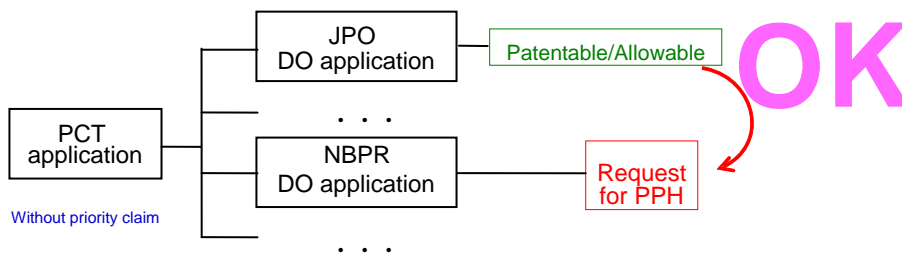 JPO
DO application
Patentable/Allowable
OK
. . .
PCT
application
NBPR
DO application
Request
for PPH
Without priority claim
. . .